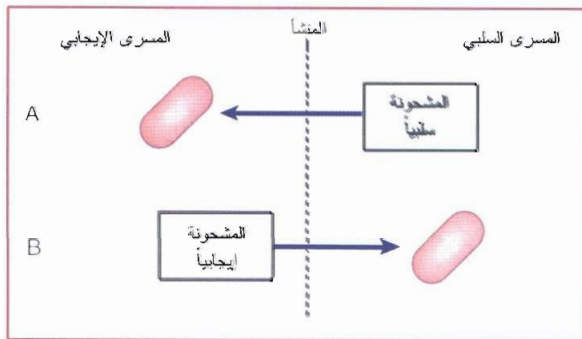 المسرى السلبي
المنشأ
المسرى الإيجابي
A
المشحونة
سلبياً
B
المشحونة
إيجابياً